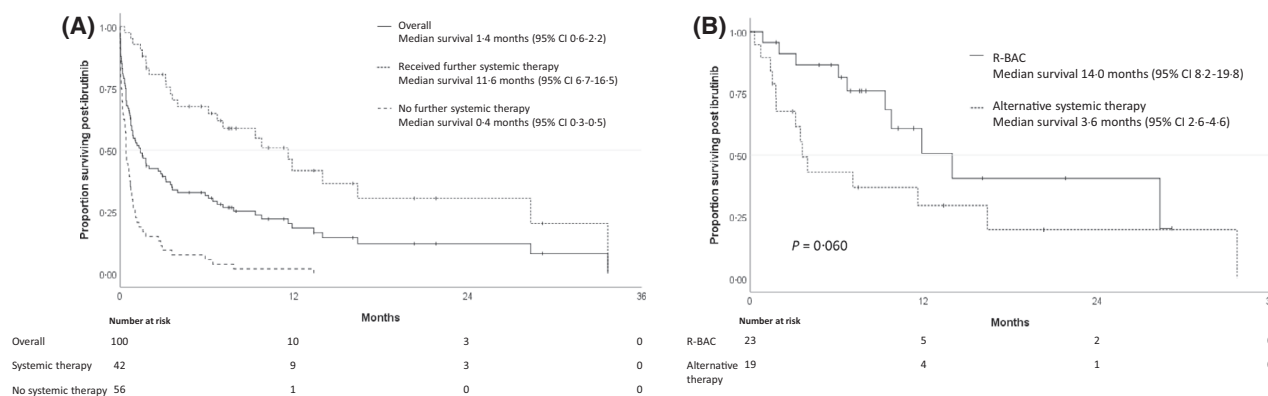 (A)
Overall
Median survival 1·4 months (95% CI 0·6-2·2)
Received further systemic therapy
Median survival 11·6 months (95% CI 6·7-16·5)
No further systemic therapy
Median survival 0·4 months (95% CI 0·3-0·5)
Proportion surviving post-ibrutinib
1·00
0·75
0·50
0·25
0·00
0
12
24
36
Number at risk
Months
Overall 100 10 3 0
Systemic therapy 42 9 3 0
No systemic therapy 56 1 0 0
(B)
R-BAC
Median survival 14·0 months (95% CI 8·2-19·8)
Alternative systemic therapy
Median survival 3·6 months (95% CI 2·6-4·6)
Proportion surviving post ibrutinib
1·00
0·75
0·50
0·25
0·00
P = 0·060
0
12
24
Number at risk
Months
R-BAC 23 5 2
Alternative therapy 19 4 1